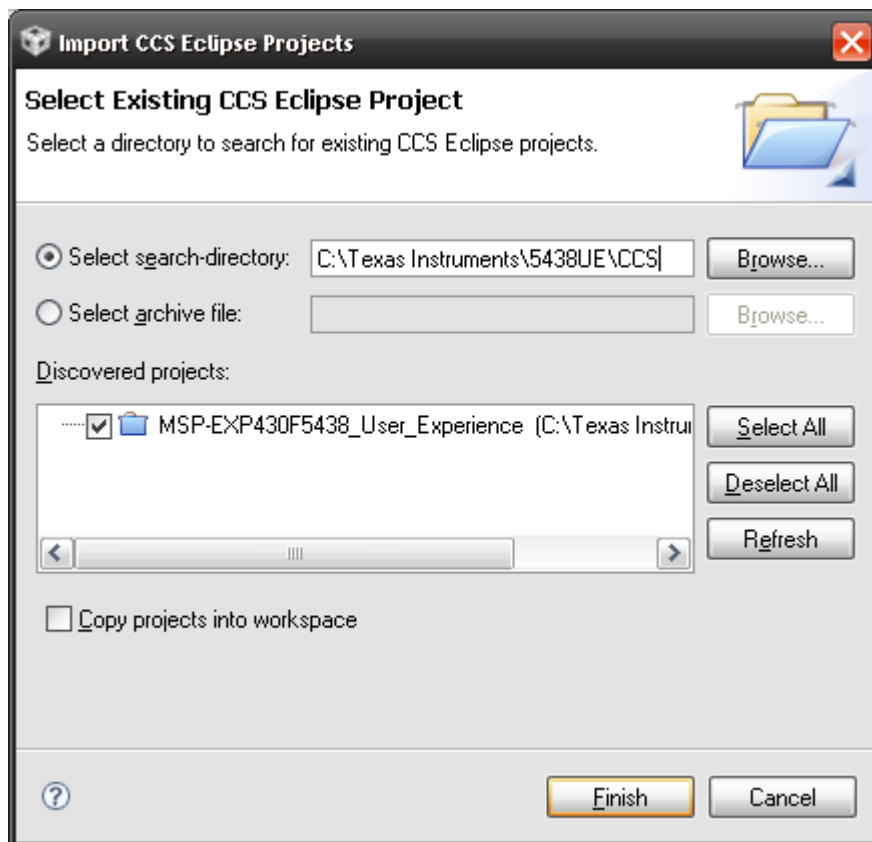 Import CCS Eclipse Projects
Select Existing CCS Eclipse Project
Select a directory to search for existing CCS Eclipse projects.
Select search-directory: C:\Texas Instruments\5438UE\CCS Browse...
Select archive file: Browse...
Discovered projects:
MSP-EXP430F5438_User_Experience (C:\Texas Instrui Select All
Deselect All
Refresh
Copy projects into workspace
? Finish Cancel